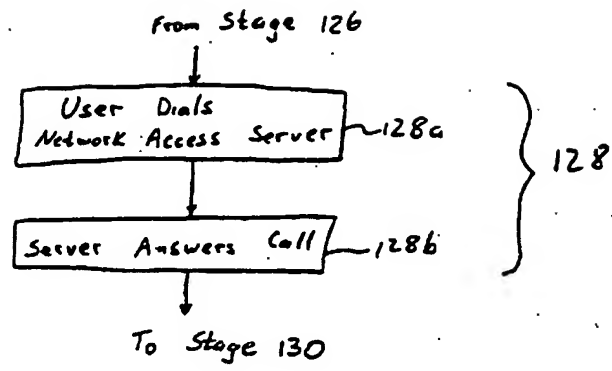 From Stage 126
User Dials
Network Access Server
128a
128
Server Answers Call
128b
To Stage 130